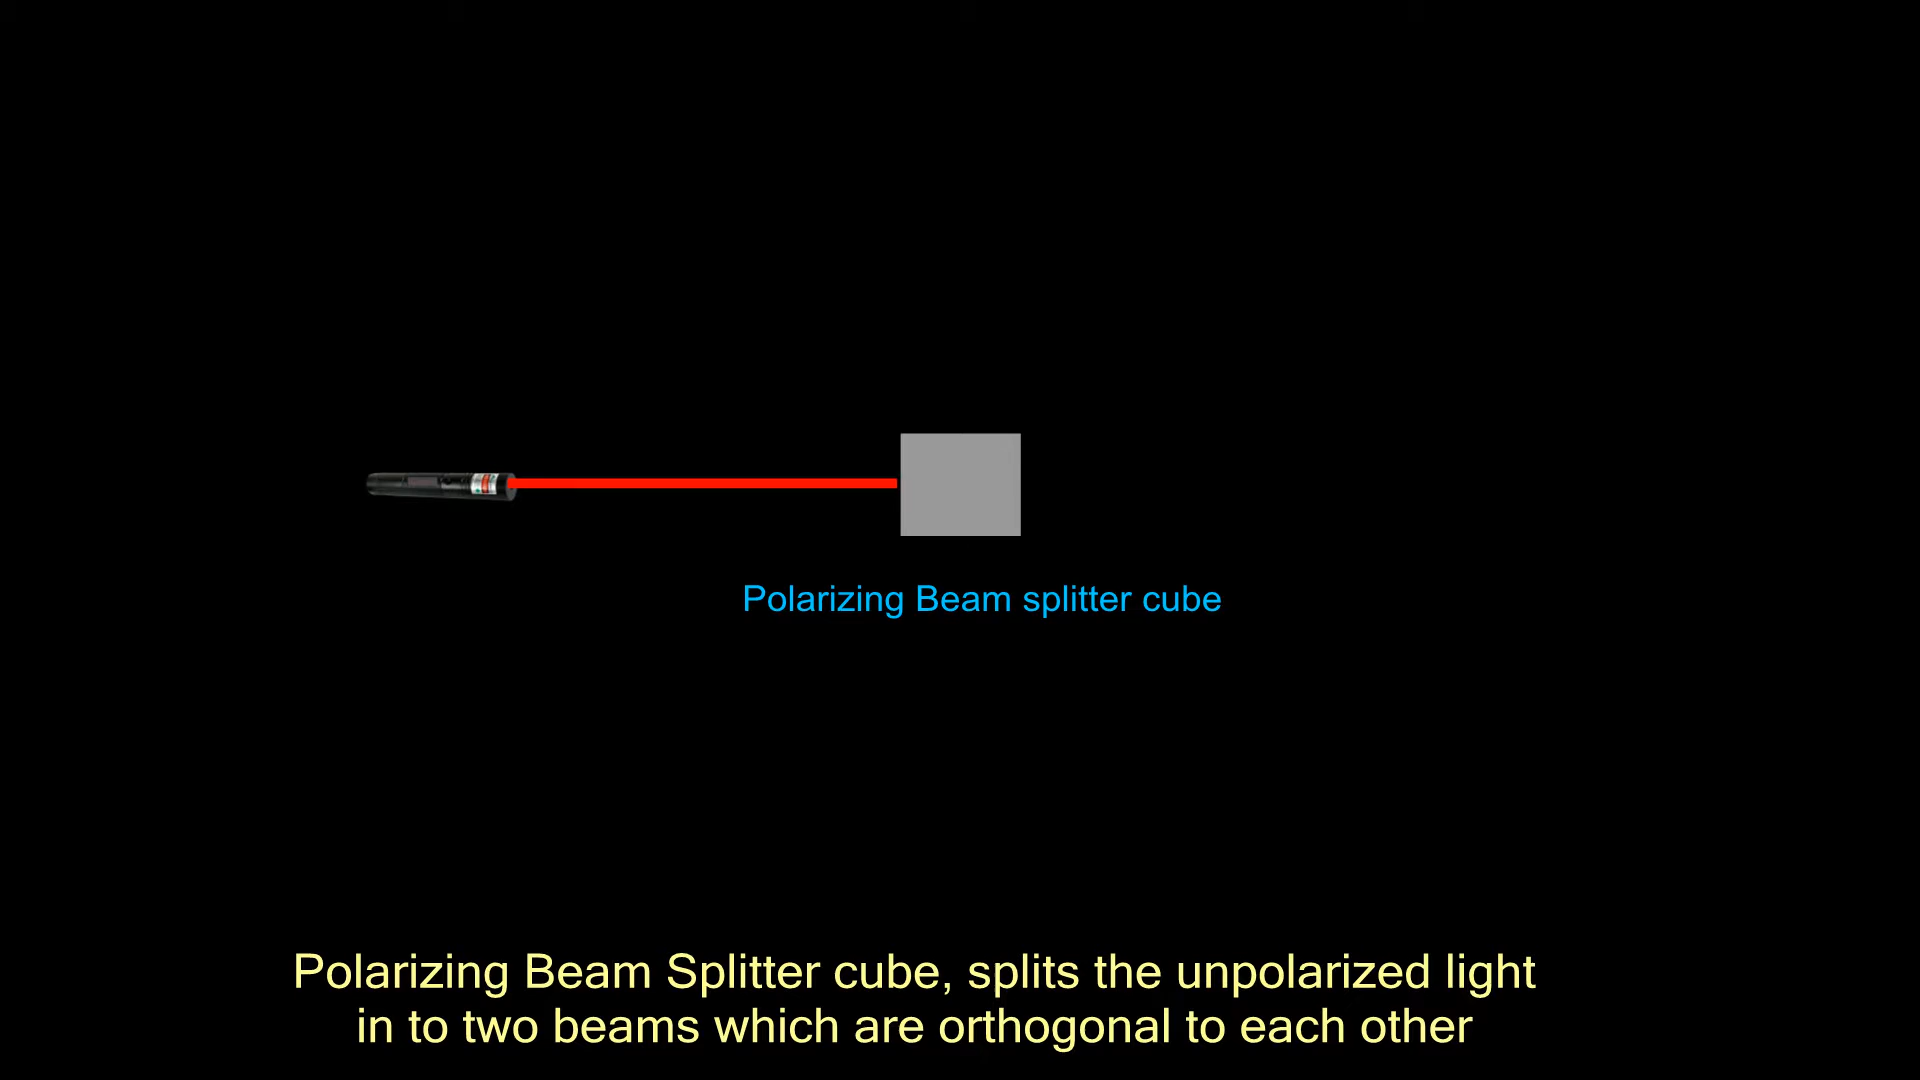 Polarizing Beam splitter cube
Polarizing Beam Splitter cube, splits the unpolarized light
in to two beams which are orthogonal to each other